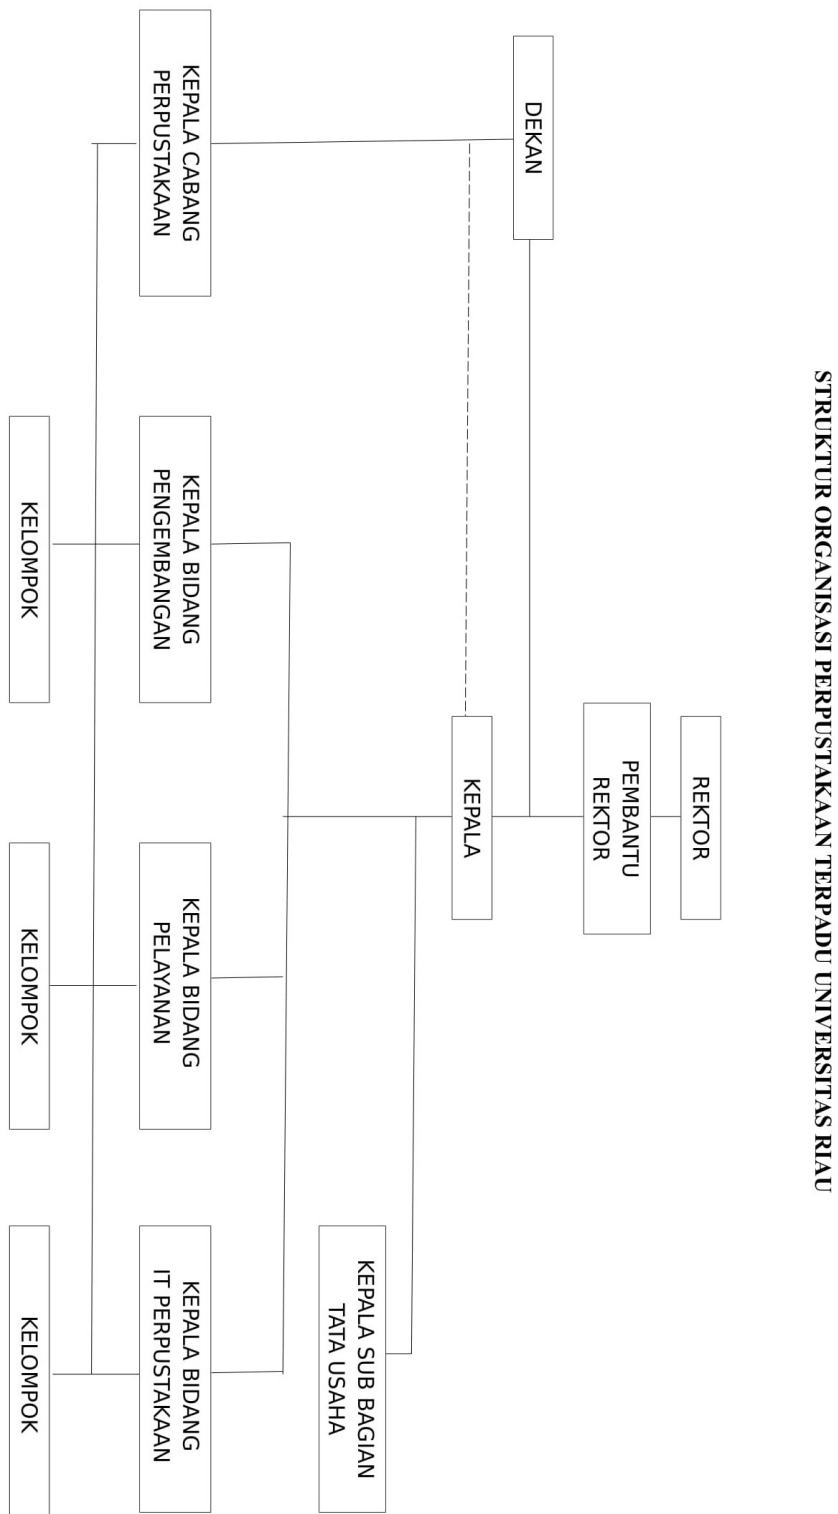 STRUKTUR ORGANISASI PERPUSTAKAAN TERPADU UNIVERSITAS RIAU
REKTOR
PEMBANTU
REKTOR
DEKAN
KEPALA
KEPALA SUB BAGIAN
TATA USAHA
KEPALA CABANG
PERPUSTAKAAN
KEPALA BIDANG
PENGEMBANGAN
KEPALA BIDANG
PELAYANAN
KEPALA BIDANG
IT PERPUSTAKAAN
KELOMPOK
KELOMPOK
KELOMPOK